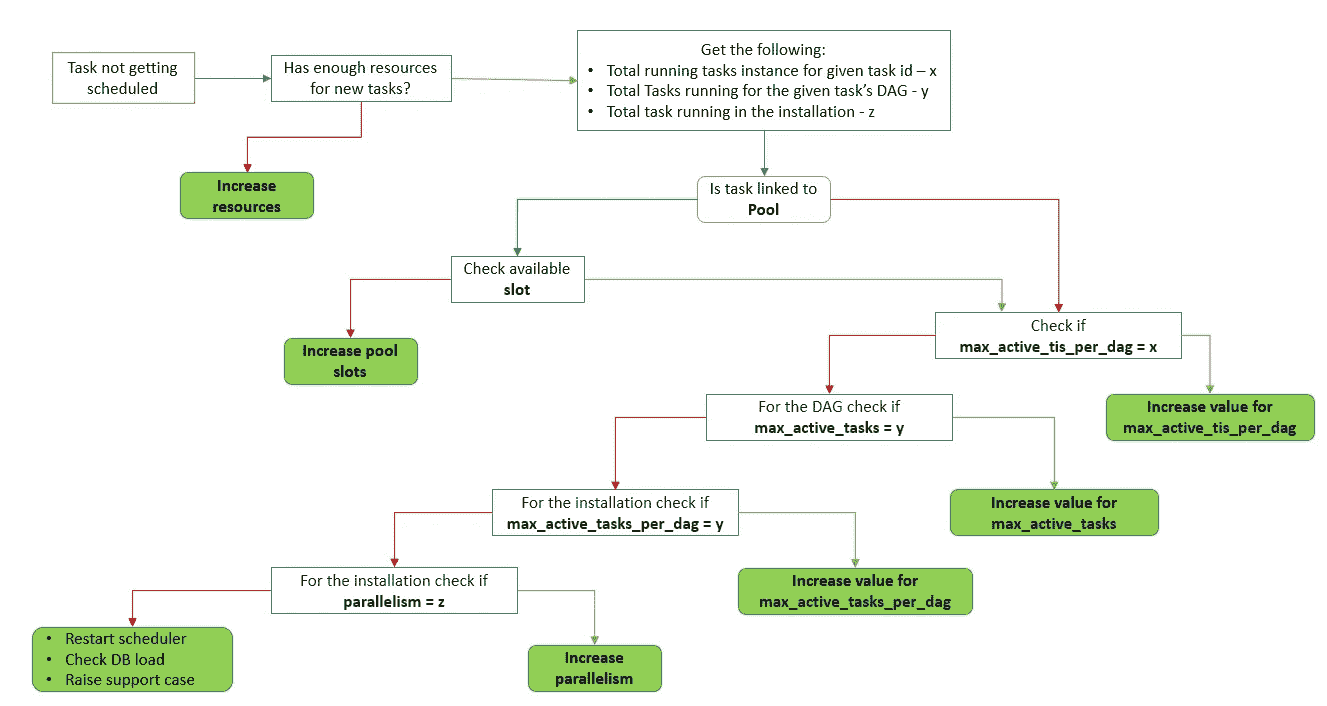 Task not getting
scheduled
Has enough resources
for new tasks?
Get the following:
• Total running tasks instance for given task id – x
• Total Tasks running for the given task’s DAG - y
• Total task running in the installation - z
Increase
resources
Is task linked to
Pool
Check available
slot
Increase pool
slots
Check if
max_active_tis_per_dag = x
Increase value for
max_active_tis_per_dag
For the DAG check if
max_active_tasks = y
Increase value for
max_active_tasks
For the installation check if
max_active_tasks_per_dag = y
Increase value for
max_active_tasks_per_dag
For the installation check if
parallelism = z
• Restart scheduler
• Check DB load
• Raise support case
Increase
parallelism